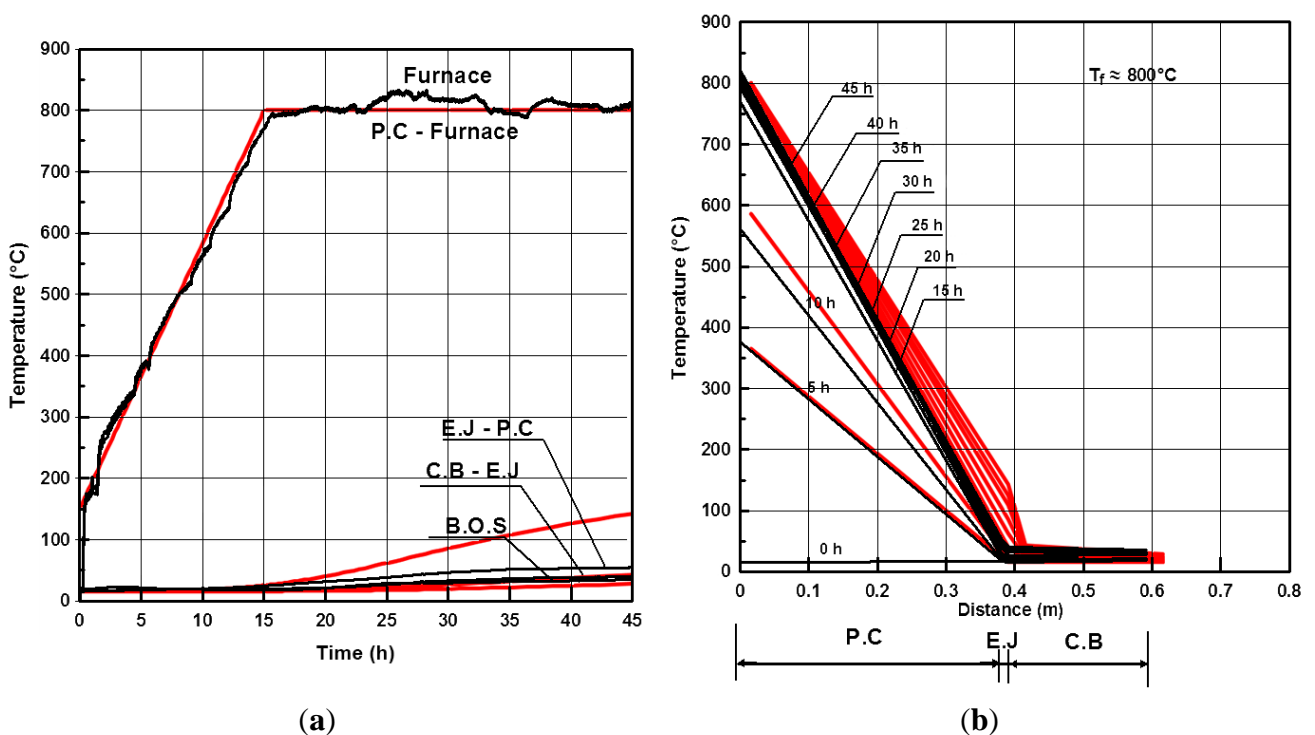 900
800
700
600
500
400
300
200
100
0
Temperature (°C)
0 5 10 15 20 25 30 35 40 45
Time (h)
Furnace
P.C - Furnace
E.J - P.C
C.B - E.J
B.O.S
(a)
900
800
700
600
500
400
300
200
100
0
Temperature (°C)
0 0.1 0.2 0.3 0.4 0.5 0.6 0.7 0.8
Distance (m)
Tf ≈ 800°C
45 h
40 h
35 h
30 h
25 h
20 h
15 h
10 h
5 h
0 h
P.C E.J C.B
(b)